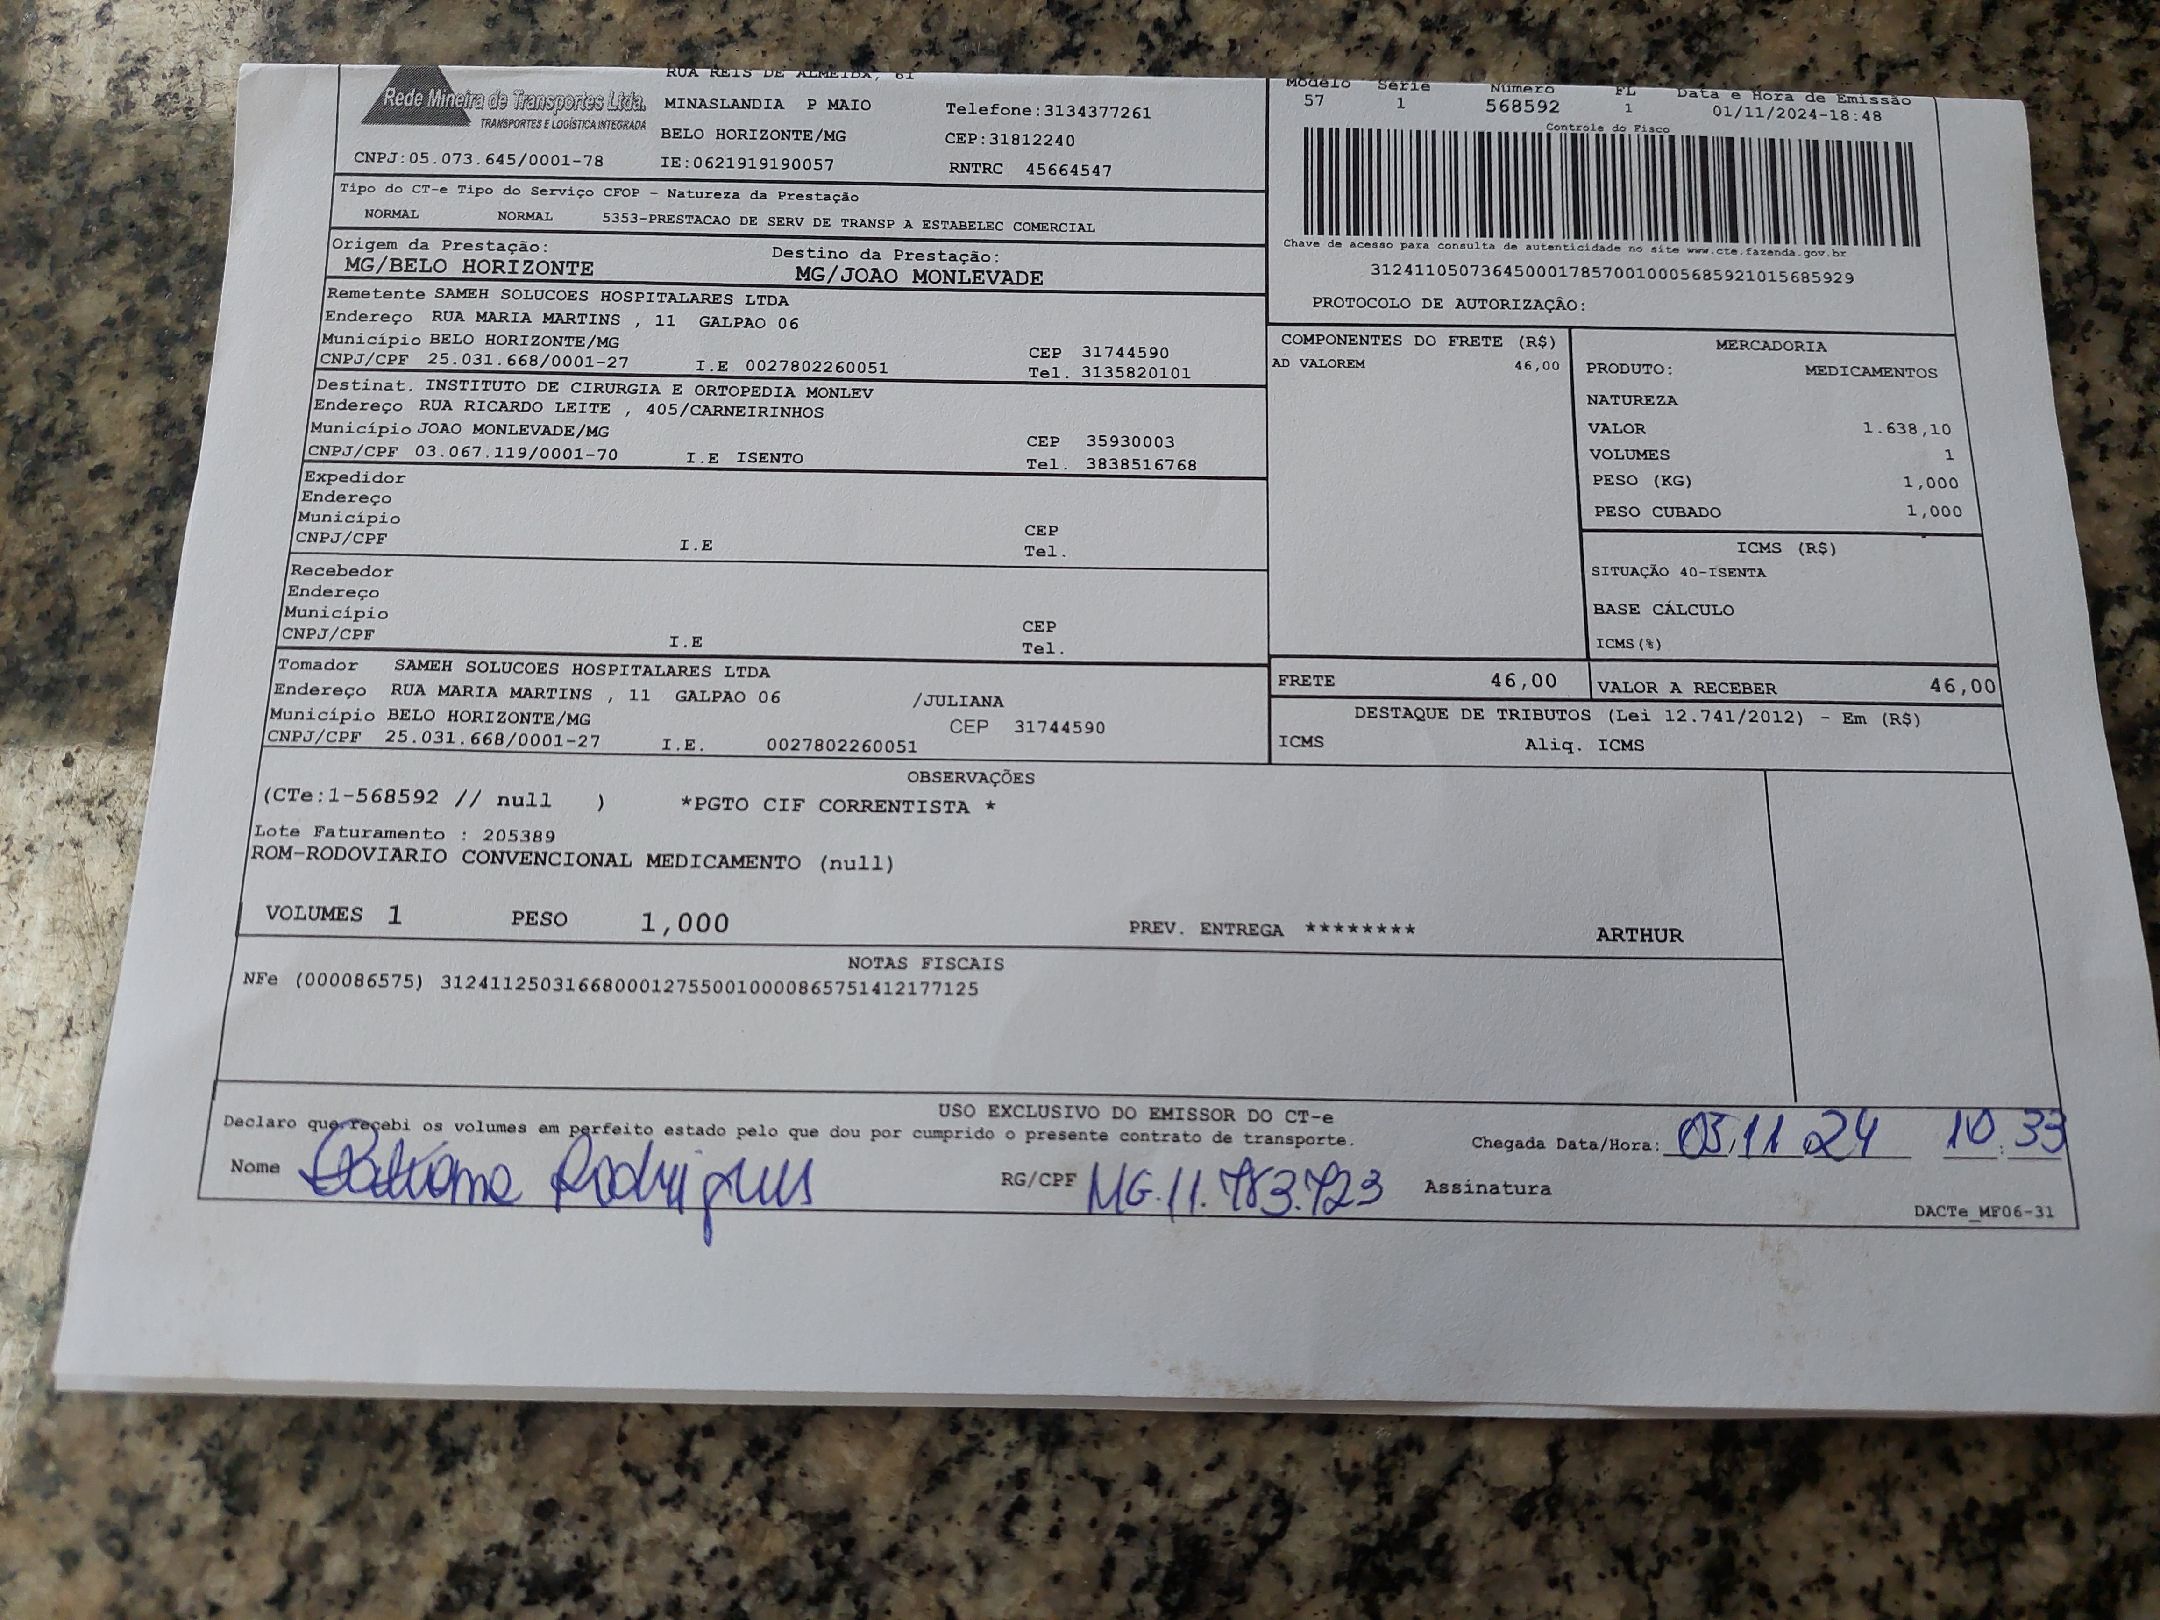 RUA REIS DE ALMEIDA, 61
Rede Mineira de Transportes Ltda.
TRANSPORTES E LOGÍSTICA INTEGRADA
MINASLANDIA P MAIO
Telefone:3134377261
BELO HORIZONTE/MG
CEP:31812240
CNPJ:05.073.645/0001-78
IE:0621919190057
RNTRC 45664547
Modelo Serie Número FL Data e Hora de Emissão
57 1 568592 1 01/11/2024-18:48
Controle do Fisco
Chave de acesso para consulta de autenticidade no site www.cte.fazenda.gov.br
31241105073645000178570010005685921015685929
PROTOCOLO DE AUTORIZAÇÃO:
Tipo do CT-e Tipo do Serviço CFOP - Natureza da Prestação
NORMAL NORMAL 5353-PRESTACAO DE SERV DE TRANSP A ESTABELEC COMERCIAL
Origem da Prestação: Destino da Prestação:
MG/BELO HORIZONTE MG/JOAO MONLEVADE
Remetente SAMEH SOLUCOES HOSPITALARES LTDA
Endereço RUA MARIA MARTINS , 11 GALPAO 06
Município BELO HORIZONTE/MG CEP 31744590
CNPJ/CPF 25.031.668/0001-27 I.E 0027802260051 Tel. 3135820101
Destinat. INSTITUTO DE CIRURGIA E ORTOPEDIA MONLEV
Endereço RUA RICARDO LEITE , 405/CARNEIRINHOS
Município JOAO MONLEVADE/MG CEP 35930003
CNPJ/CPF 03.067.119/0001-70 I.E ISENTO Tel. 3838516768
Expedidor
Endereço
Município CEP
CNPJ/CPF I.E Tel.
Recebedor
Endereço
Município CEP
CNPJ/CPF I.E Tel.
Tomador SAMEH SOLUCOES HOSPITALARES LTDA
Endereço RUA MARIA MARTINS , 11 GALPAO 06 /JULIANA
Município BELO HORIZONTE/MG CEP 31744590
CNPJ/CPF 25.031.668/0001-27 I.E. 0027802260051
COMPONENTES DO FRETE (R$)
AD VALOREM 46,00
MERCADORIA
PRODUTO: MEDICAMENTOS
NATUREZA
VALOR 1.638,10
VOLUMES 1
PESO (KG) 1,000
PESO CUBADO 1,000
ICMS (R$)
SITUAÇÃO 40-ISENTA
BASE CÁLCULO
ICMS(%)
FRETE 46,00 VALOR A RECEBER 46,00
DESTAQUE DE TRIBUTOS (Lei 12.741/2012) - Em (R$)
ICMS Aliq. ICMS
OBSERVAÇÕES
(CTe:1-568592 // null ) *PGTO CIF CORRENTISTA *
Lote Faturamento : 205389
ROM-RODOVIARIO CONVENCIONAL MEDICAMENTO (null)
VOLUMES 1 PESO 1,000 PREV. ENTREGA ******** ARTHUR
NOTAS FISCAIS
NFe (000086575) 31241125031668000127550010000865751412177125
USO EXCLUSIVO DO EMISSOR DO CT-e
Declaro que recebi os volumes em perfeito estado pelo que dou por cumprido o presente contrato de transporte.
Chegada Data/Hora: 05,11 24 10:33
Nome Rodrigues RG/CPF MG.11.783.723 Assinatura
DACTe_MF06-31